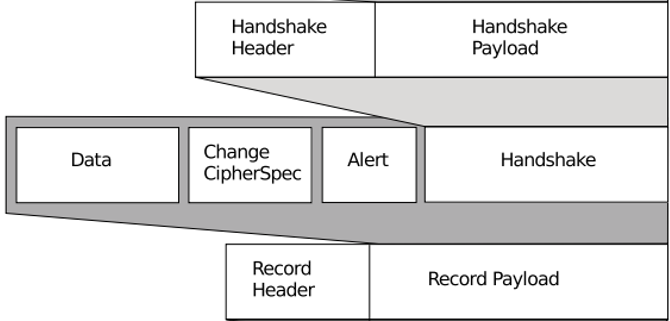 Handshake
Header
Handshake
Payload
Data
Change
CipherSpec
Alert
Handshake
Record
Header
Record Payload